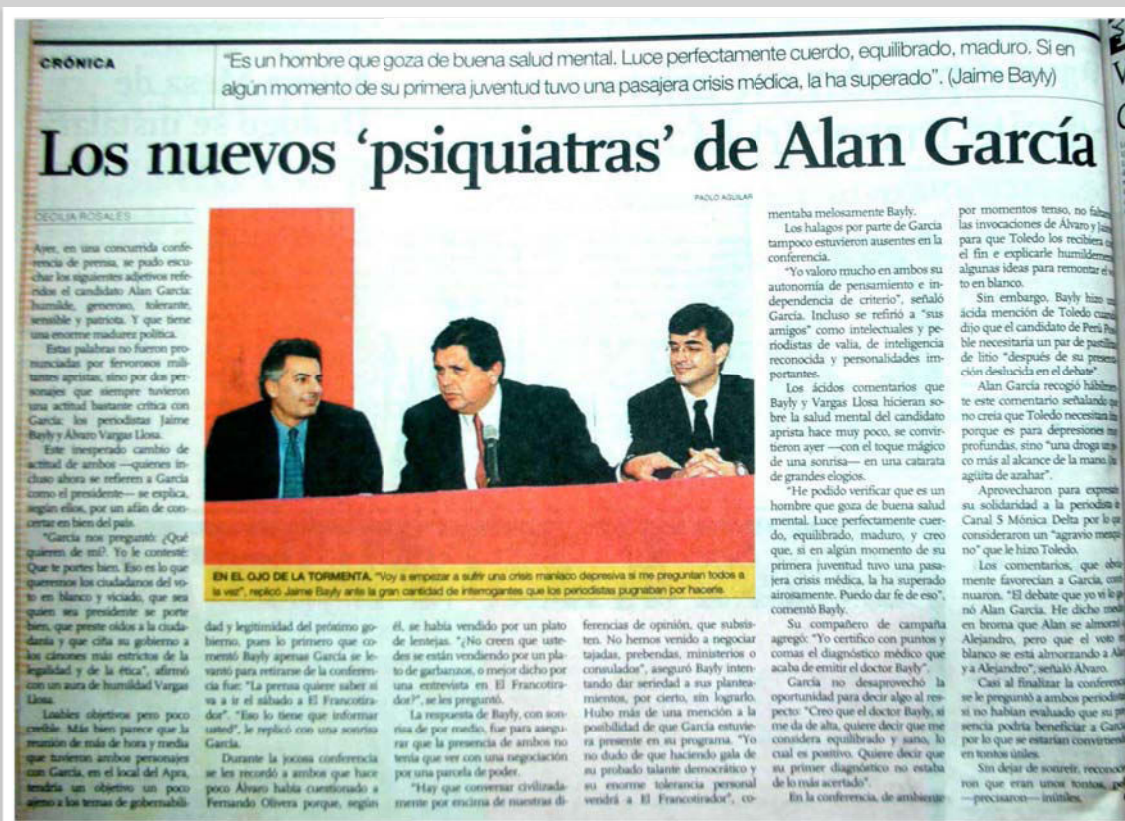 CRÓNICA
"Es un hombre que goza de buena salud mental. Luce perfectamente cuerdo, equilibrado, maduro. Si en
algún momento de su primera juventud tuvo una pasajera crisis médica, la ha superado". (Jaime Bayly)
Los nuevos 'psiquiatras' de Alan García
CECILIA ROSALES
PAOLO AGUILAR
Ayer, en una concurrida confe-
rencia de prensa, se pudo escu-
char los siguientes adjetivos refe-
ridos el candidato Alan García:
humilde, generoso, tolerante,
sensible y patriota. Y que tiene
una enorme madurez política.
Estas palabras no fueron pro-
nunciadas por fervorosos mili-
tantes apristas, sino por dos per-
sonajes que siempre tuvieron
una actitud bastante crítica con
García: los periodistas Jaime
Bayly y Álvaro Vargas Llosa.
Este inesperado cambio de
actitud de ambos —quienes in-
cluso ahora se refieren a García
como el presidente— se explica,
según ellos, por un afán de con-
certar en bien del país.
"García nos preguntó: ¿Qué
quieren de mí?. Yo le contesté:
Que te portes bien. Eso es lo que
queremos los ciudadanos del vo-
to en blanco y viciado, que sea
quien sea presidente se porte
bien, que preste oídos a la ciuda-
danía y que ciña su gobierno a
los cánones más estrictos de la
legalidad y de la ética", afirmó
con un aura de humildad Vargas
Llosa.
Loables objetivos pero poco
creíble. Más bien parece que la
reunión de más de hora y media
que tuvieron ambos personajes
con García, en el local del Apra,
tendría un objetivo un poco
ajeno a los temas de gobernabili-
EN EL OJO DE LA TORMENTA. "Voy a empezar a sufrir una crisis maníaco depresiva si me preguntan todos a
la vez", replicó Jaime Bayly ante la gran cantidad de interrogantes que los periodistas pugnaban por hacerle.
dad y legitimidad del próximo go-
bierno, pues lo primero que co-
mentó Bayly apenas García se le-
vantó para retirarse de la conferen-
cia fue: "La prensa quiere saber si
va a ir el sábado a El Francotira-
dor". "Eso lo tiene que informar
usted", le replicó con una sonrisa
García.
Durante la jocosa conferencia
se les recordó a ambos que hace
poco Álvaro había cuestionado a
Fernando Olivera porque, según
él, se había vendido por un plato
de lentejas. "¿No creen que uste-
des se están vendiendo por un pla-
to de garbanzos, o mejor dicho por
una entrevista en El Francotira-
dor?", se les preguntó.
La respuesta de Bayly, con son-
risa de por medio, fue para asegu-
rar que la presencia de ambos no
tenía que ver con una negociación
por una parcela de poder.
"Hay que conversar civilizada-
mente por encima de nuestras di-
ferencias de opinión, que subsis-
ten. No hemos venido a negociar
tajadas, prebendas, ministerios o
consulados", aseguró Bayly inten-
tando dar seriedad a sus plantea-
mientos, por cierto, sin lograrlo.
Hubo más de una mención a la
posibilidad de que García estuvie-
ra presente en su programa. "Yo
no dudo de que haciendo gala de
su probado talante democrático y
su enorme tolerancia personal
vendrá a El Francotirador", co-
mentaba melosamente Bayly.
Los halagos por parte de García
tampoco estuvieron ausentes en la
conferencia.
"Yo valoro mucho en ambos su
autonomía de pensamiento e in-
dependencia de criterio", señaló
García. Incluso se refirió a "sus
amigos" como intelectuales y pe-
riodistas de valía, de inteligencia
reconocida y personalidades im-
portantes.
Los ácidos comentarios que
Bayly y Vargas Llosa hicieran so-
bre la salud mental del candidato
aprista hace muy poco, se convir-
tieron ayer —con el toque mágico
de una sonrisa— en una catarata
de grandes elogios.
"He podido verificar que es un
hombre que goza de buena salud
mental. Luce perfectamente cuer-
do, equilibrado, maduro, y creo
que, si en algún momento de su
primera juventud tuvo una pasa-
jera crisis médica, la ha superado
airosamente. Puedo dar fe de eso",
comentó Bayly.
Su compañero de campaña
agregó: "Yo certifico con puntos y
comas el diagnóstico médico que
acaba de emitir el doctor Bayly".
García no desaprovechó la
oportunidad para decir algo al res-
pecto: "Creo que el doctor Bayly, si
me da de alta, quiere decir que me
considera equilibrado y sano, lo
cual es positivo. Quiere decir que
su primer diagnóstico no estaba
de lo más acertado".
En la conferencia, de ambiente
por momentos tenso, no
las invocaciones de Álvaro y
para que Toledo los recibiera
el fin e explicarle
algunas ideas para remontar el
to en blanco.
Sin embargo, Bayly hizo
ácida mención de Toledo
dijo que el candidato de Perú
ble necesitaría un par de
de litio "después de su
ción deslucida en el debate".
Alan García recogió
te este comentario señalando
no creía que Toledo
porque es para depresiones
profundas, sino "una droga
co más al alcance de la mano,
agüita de azahar".
Aprovecharon para
su solidaridad a la periodista
Canal 5 Mónica Delta por lo
consideraron un "agravio
no" que le hizo Toledo.
Los comentarios, que
mente favorecían a García,
nuaron. "El debate que yo vi lo
nó Alan García. He dicho
en broma que Alan se almorzó
Alejandro, pero que el voto
blanco se está almorzando a
y a Alejandro", señaló Álvaro.
Casi al finalizar la
se le preguntó a ambos
si no habían evaluado que su
sencia podría beneficiar a
por lo que se estarían
en tontos útiles.
Sin dejar de sonreír,
ron que eran unos tontos,
—precisaron— inútiles.